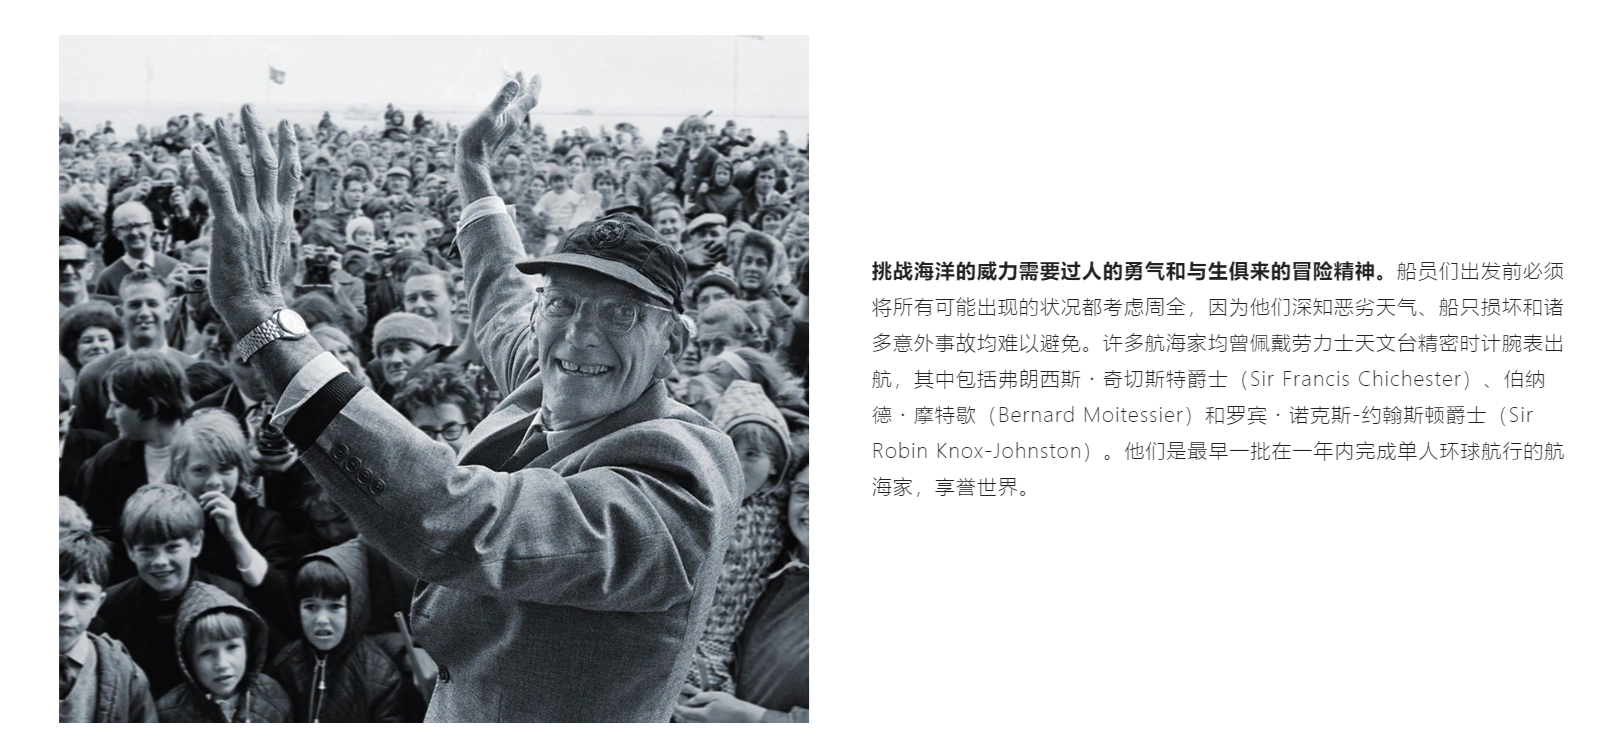 挑战海洋的威力需要过人的勇气和与生俱来的冒险精神。船员们出发前必须
将所有可能出现的状况都考虑周全，因为他们深知恶劣天气、船只损坏和诸
多意外事故均难以避免。许多航海家均曾佩戴劳力士天文台精密时计腕表出
航，其中包括弗朗西斯·奇切斯特爵士（Sir Francis Chichester）、伯纳
德·摩特歇（Bernard Moitessier）和罗宾·诺克斯-约翰斯顿爵士（Sir
Robin Knox-Johnston）。他们是最早一批在一年内完成单人环球航行的航
海家，享誉世界。